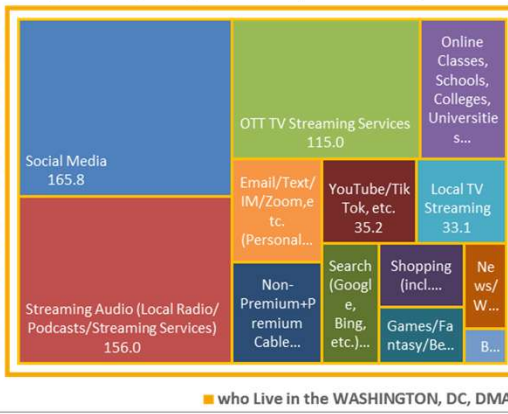 Social Media
165.8
Streaming Audio (Local Radio/
Podcasts/Streaming Services)
156.0
OTT TV Streaming Services
115.0
Online
Classes,
Schools,
Colleges,
Universitie
s...
Email/Text/
IM/Zoom,e
tc.
(Personal...
YouTube/Tik
Tok, etc.
35.2
Local TV
Streaming
33.1
Non-
Premium+P
remium
Cable...
Search
(Googl
e,
Bing,
etc.)...
Shopping
(incl....
Games/Fa
ntasy/Be...
Ne
ws/
W...
B...
who Live in the WASHINGTON, DC, DMA